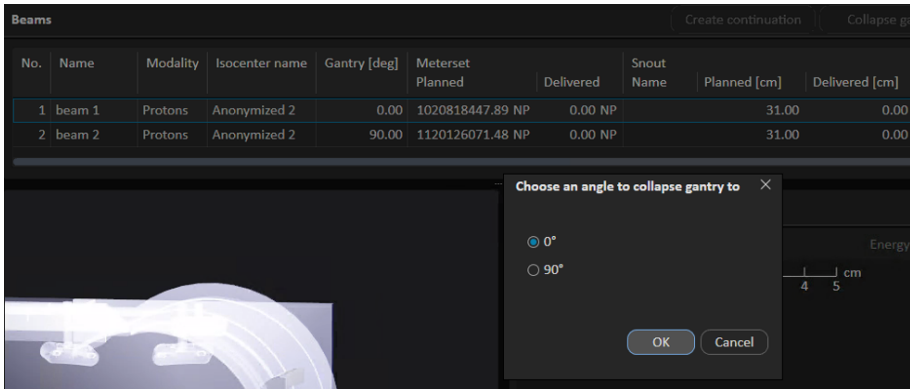 Beams
Create continuation
Collapse ga
No. Name Modality Isocenter name Gantry [deg] Meterset Snout
Planned Delivered Name Planned [cm] Delivered [cm]
1 beam 1 Protons Anonymized 2 0.00 1020818447.89 NP 0.00 NP 31.00 0.00
2 beam 2 Protons Anonymized 2 90.00 1120126071.48 NP 0.00 NP 31.00 0.00
Choose an angle to collapse gantry to
0°
90°
Energy
cm
4 5
OK Cancel